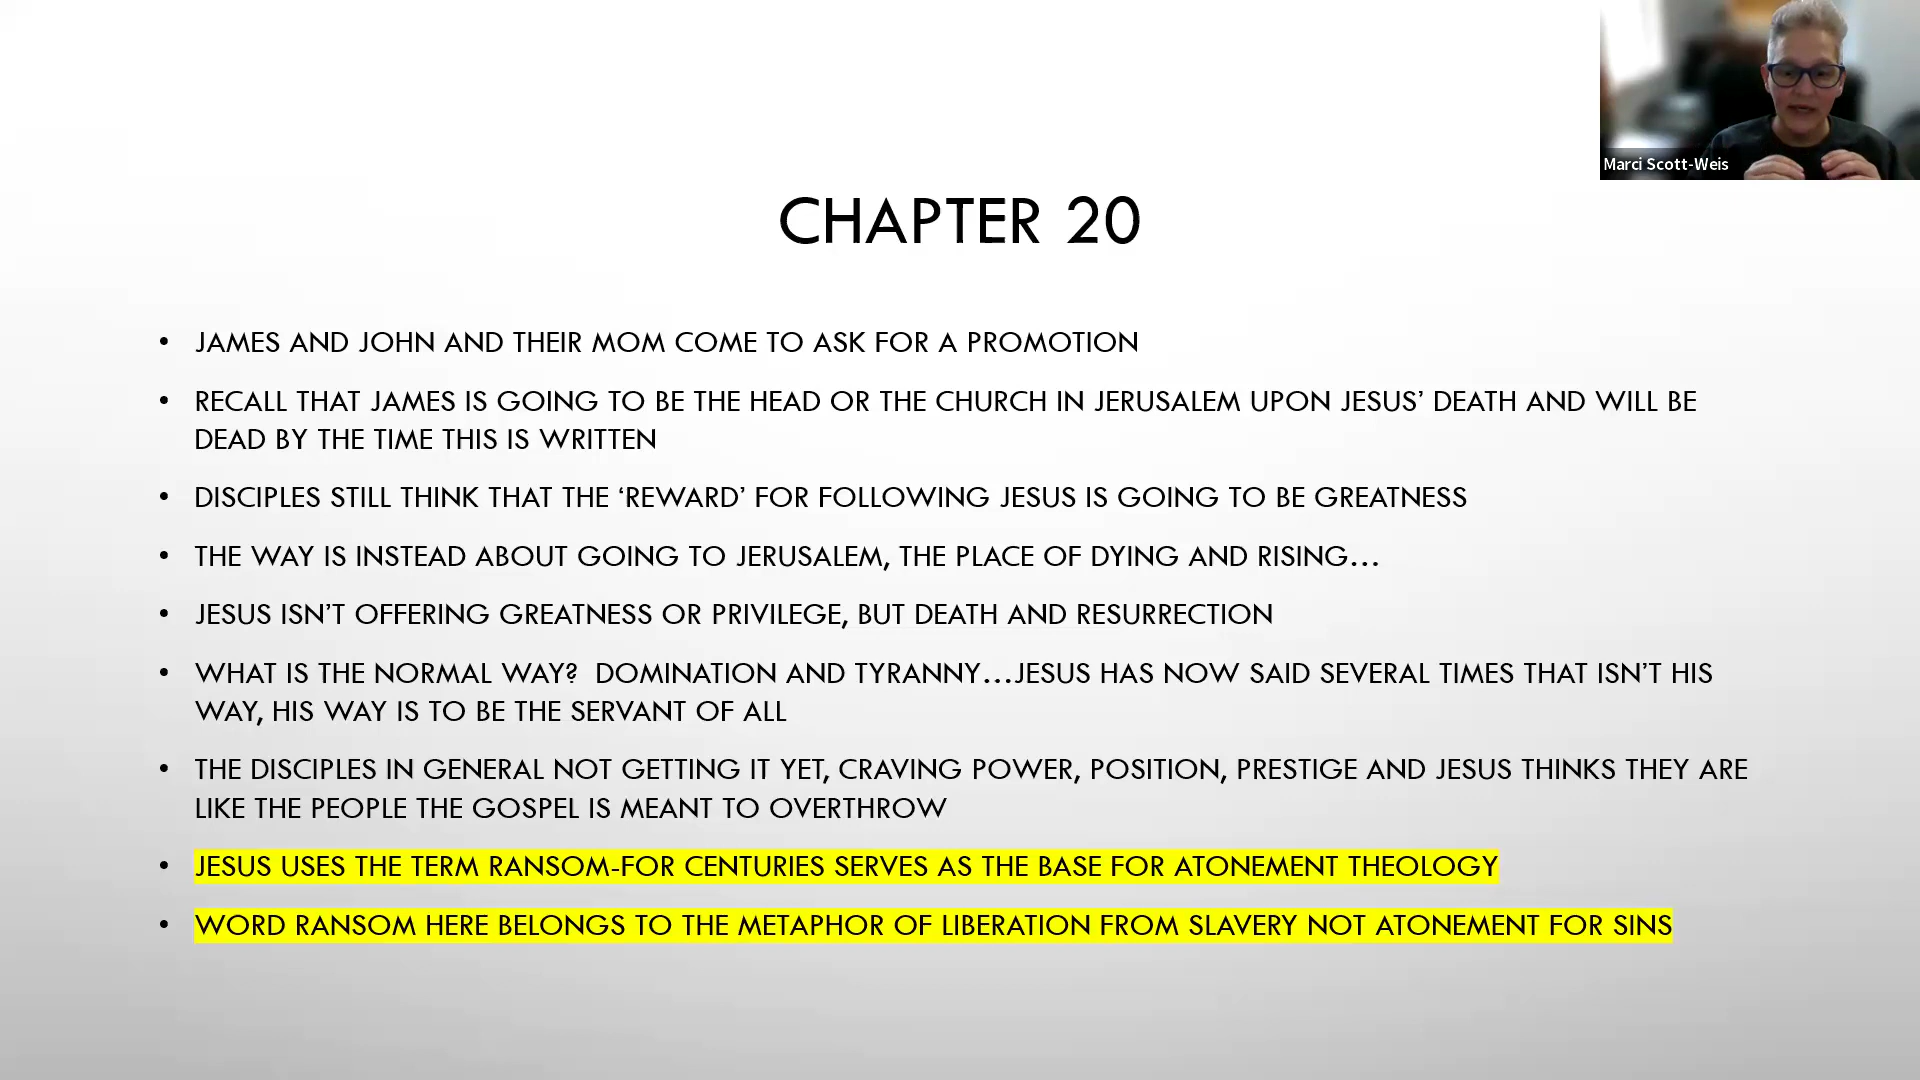 Marci Scott-Weis
CHAPTER 20
• JAMES AND JOHN AND THEIR MOM COME TO ASK FOR A PROMOTION
• RECALL THAT JAMES IS GOING TO BE THE HEAD OR THE CHURCH IN JERUSALEM UPON JESUS’ DEATH AND WILL BE
DEAD BY THE TIME THIS IS WRITTEN
• DISCIPLES STILL THINK THAT THE ‘REWARD’ FOR FOLLOWING JESUS IS GOING TO BE GREATNESS
• THE WAY IS INSTEAD ABOUT GOING TO JERUSALEM, THE PLACE OF DYING AND RISING…
• JESUS ISN’T OFFERING GREATNESS OR PRIVILEGE, BUT DEATH AND RESURRECTION
• WHAT IS THE NORMAL WAY?  DOMINATION AND TYRANNY…JESUS HAS NOW SAID SEVERAL TIMES THAT ISN’T HIS
WAY, HIS WAY IS TO BE THE SERVANT OF ALL
• THE DISCIPLES IN GENERAL NOT GETTING IT YET, CRAVING POWER, POSITION, PRESTIGE AND JESUS THINKS THEY ARE
LIKE THE PEOPLE THE GOSPEL IS MEANT TO OVERTHROW
• JESUS USES THE TERM RANSOM-FOR CENTURIES SERVES AS THE BASE FOR ATONEMENT THEOLOGY
• WORD RANSOM HERE BELONGS TO THE METAPHOR OF LIBERATION FROM SLAVERY NOT ATONEMENT FOR SINS